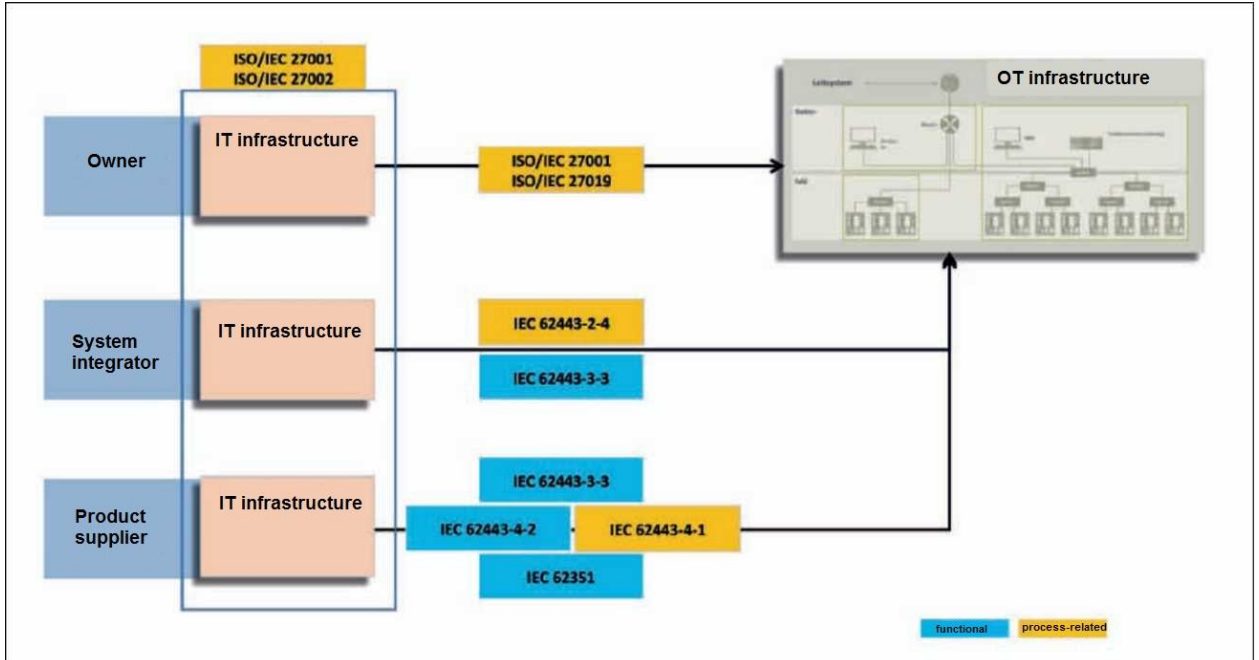 ISO/IEC 27001
ISO/IEC 27002
OT infrastructure
Leitsystem
IT infrastructure
Owner
ISO/IEC 27001
ISO/IEC 27019
IT infrastructure
System
integrator
IEC 62443-2-4
IEC 62443-3-3
IT infrastructure
Product
supplier
IEC 62443-3-3
IEC 62443-4-2
IEC 62443-4-1
IEC 62351
functional
process-related